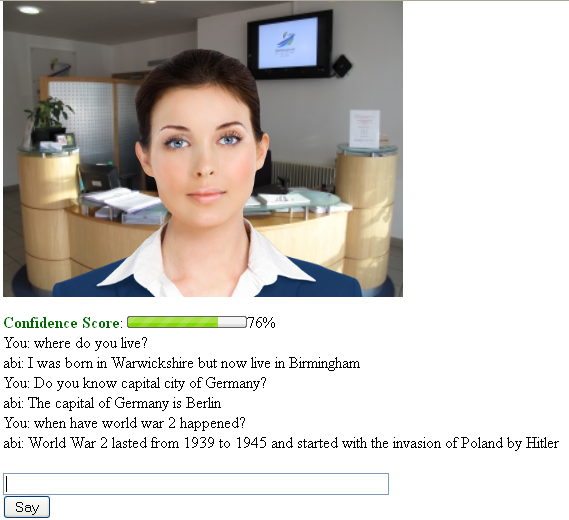 Confidence Score: 76%
You: where do you live?
abi: I was born in Warwickshire but now live in Birmingham
You: Do you know capital city of Germany?
abi: The capital of Germany is Berlin
You: when have world war 2 happened?
abi: World War 2 lasted from 1939 to 1945 and started with the invasion of Poland by Hitler
Say